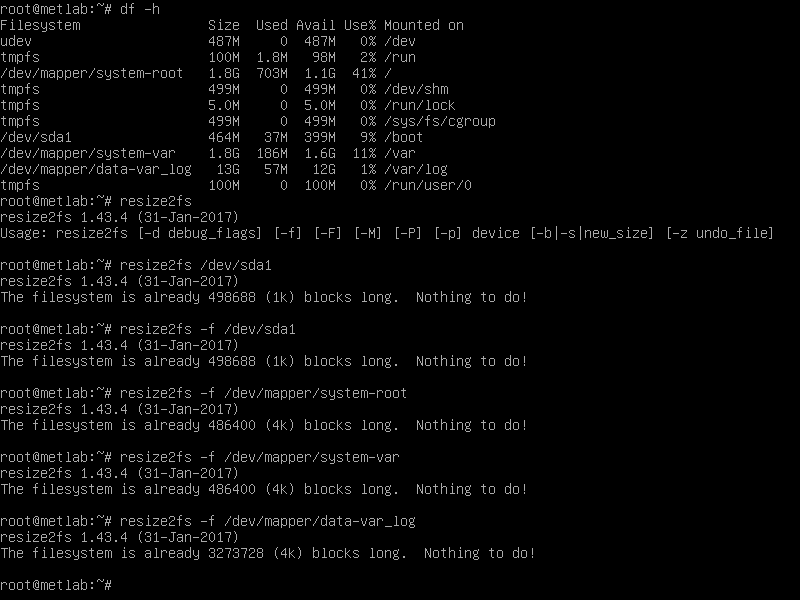 root@metlab:~# df -h
Filesystem                Size  Used Avail Use% Mounted on
udev                      487M     0  487M   0% /dev
tmpfs                     100M  1.8M   98M   2% /run
/dev/mapper/system-root   1.8G  703M  1.1G  41% /
tmpfs                     499M     0  499M   0% /dev/shm
tmpfs                     5.0M     0  5.0M   0% /run/lock
tmpfs                     499M     0  499M   0% /sys/fs/cgroup
/dev/sda1                 464M   37M  399M   9% /boot
/dev/mapper/system-var    1.8G  186M  1.6G  11% /var
/dev/mapper/data-var_log   13G   57M   12G   1% /var/log
tmpfs                     100M     0  100M   0% /run/user/0
root@metlab:~# resize2fs
resize2fs 1.43.4 (31-Jan-2017)
Usage: resize2fs [-d debug_flags] [-f] [-F] [-M] [-P] [-p] device [-b|-s|new_size] [-z undo_file]
root@metlab:~# resize2fs /dev/sda1
resize2fs 1.43.4 (31-Jan-2017)
The filesystem is already 498688 (1k) blocks long.  Nothing to do!
root@metlab:~# resize2fs -f /dev/sda1
resize2fs 1.43.4 (31-Jan-2017)
The filesystem is already 498688 (1k) blocks long.  Nothing to do!
root@metlab:~# resize2fs -f /dev/mapper/system-root
resize2fs 1.43.4 (31-Jan-2017)
The filesystem is already 486400 (4k) blocks long.  Nothing to do!
root@metlab:~# resize2fs -f /dev/mapper/system-var
resize2fs 1.43.4 (31-Jan-2017)
The filesystem is already 486400 (4k) blocks long.  Nothing to do!
root@metlab:~# resize2fs -f /dev/mapper/data-var_log
resize2fs 1.43.4 (31-Jan-2017)
The filesystem is already 3273728 (4k) blocks long.  Nothing to do!
root@metlab:~#